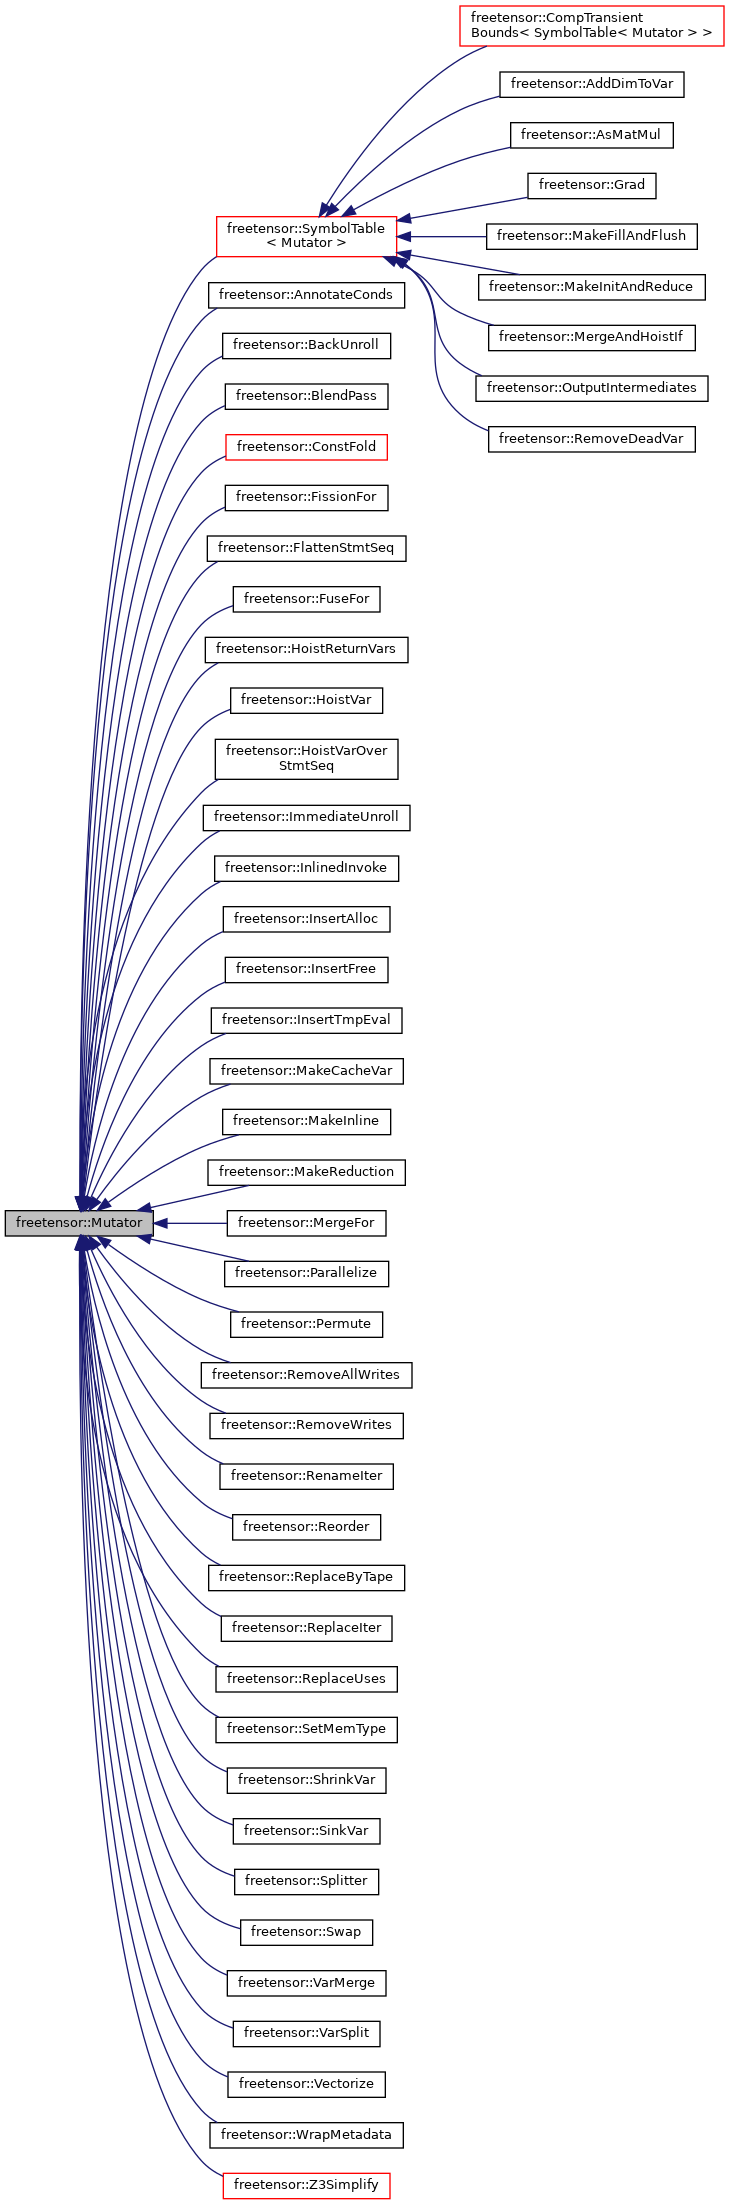 freetensor::CompTransient
Bounds< SymbolTable< Mutator > >
freetensor::AddDimToVar
freetensor::AsMatMul
freetensor::Grad
freetensor::SymbolTable
< Mutator >
freetensor::MakeFillAndFlush
freetensor::MakeInitAndReduce
freetensor::AnnotateConds
freetensor::MergeAndHoistIf
freetensor::BackUnroll
freetensor::OutputIntermediates
freetensor::BlendPass
freetensor::RemoveDeadVar
freetensor::ConstFold
freetensor::FissionFor
freetensor::FlattenStmtSeq
freetensor::FuseFor
freetensor::HoistReturnVars
freetensor::HoistVar
freetensor::HoistVarOver
StmtSeq
freetensor::ImmediateUnroll
freetensor::InlinedInvoke
freetensor::InsertAlloc
freetensor::InsertFree
freetensor::InsertTmpEval
freetensor::MakeCacheVar
freetensor::MakeInline
freetensor::MakeReduction
freetensor::Mutator
freetensor::MergeFor
freetensor::Parallelize
freetensor::Permute
freetensor::RemoveAllWrites
freetensor::RemoveWrites
freetensor::RenameIter
freetensor::Reorder
freetensor::ReplaceByTape
freetensor::ReplaceIter
freetensor::ReplaceUses
freetensor::SetMemType
freetensor::ShrinkVar
freetensor::SinkVar
freetensor::Splitter
freetensor::Swap
freetensor::VarMerge
freetensor::VarSplit
freetensor::Vectorize
freetensor::WrapMetadata
freetensor::Z3Simplify